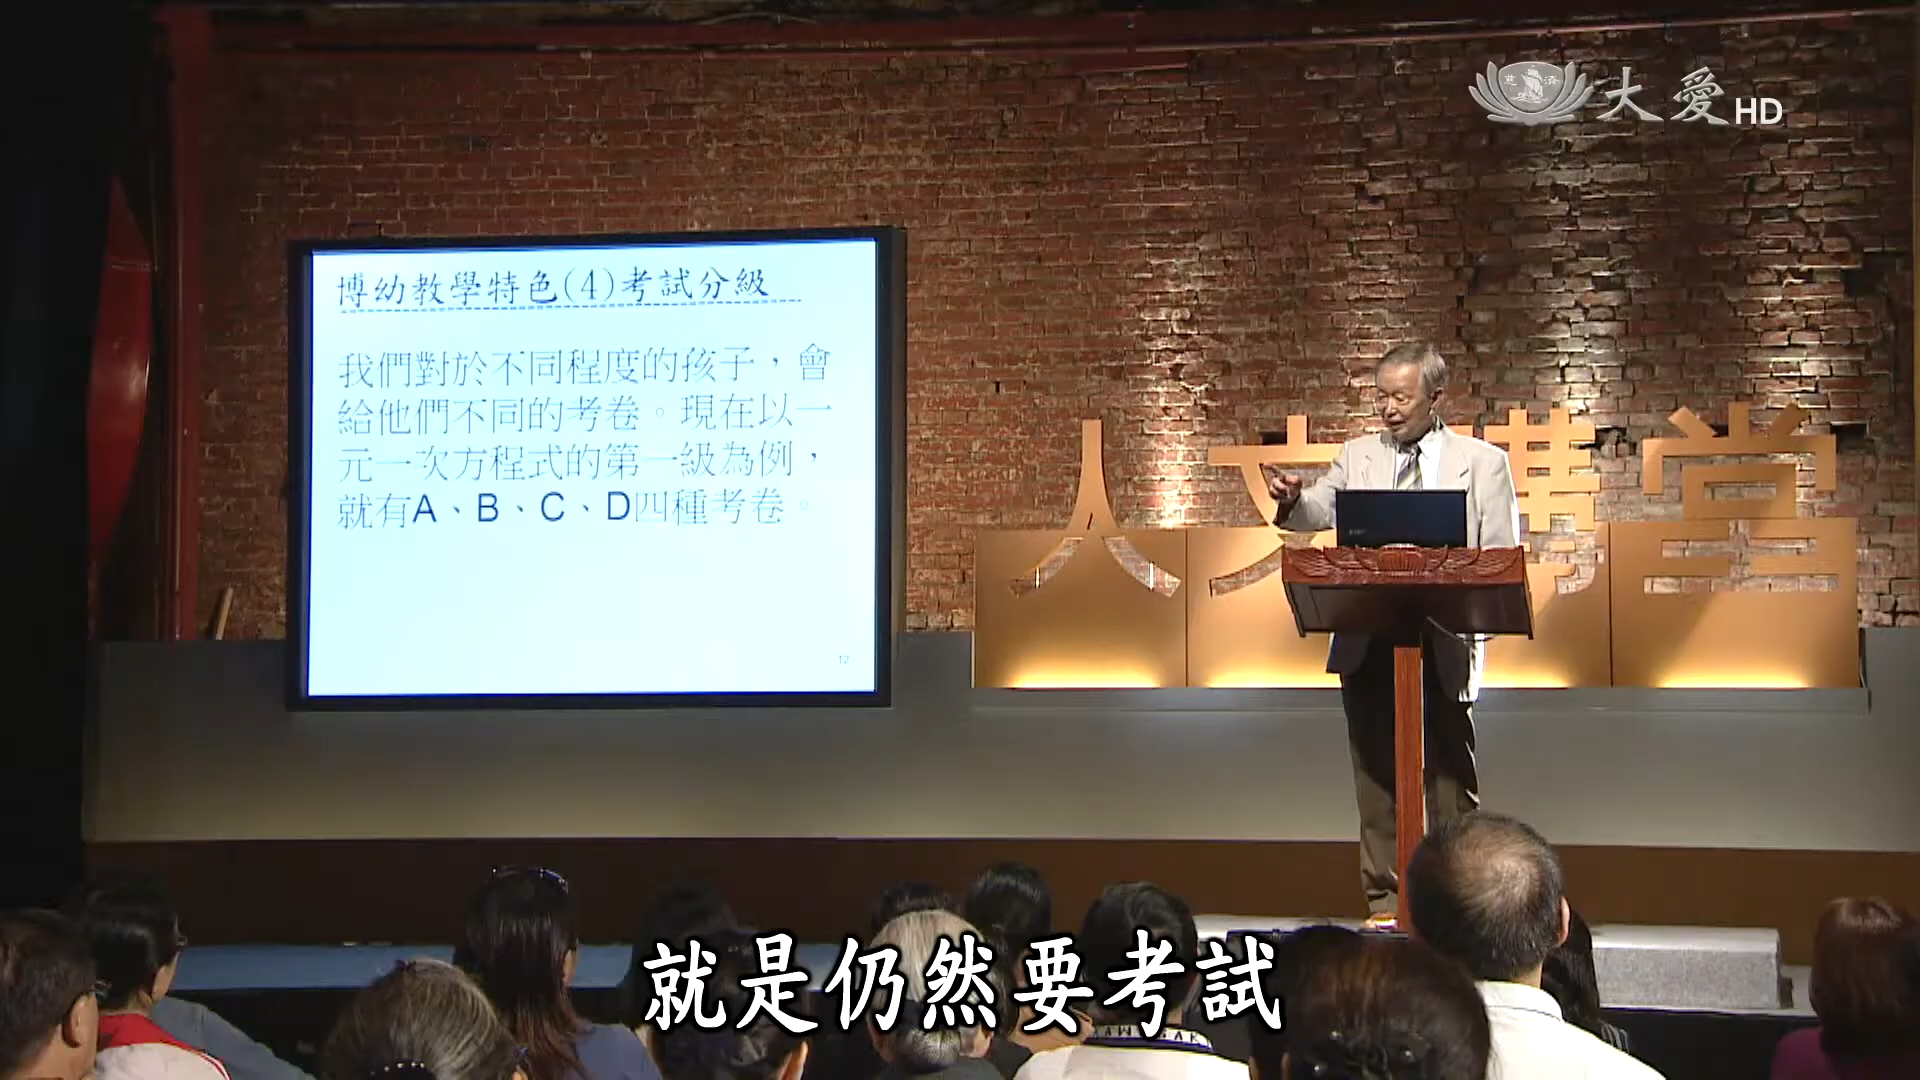 大愛HD
博幼教學特色(4)考試分級
我們對於不同程度的孩子，會
給他們不同的考卷。現在以一
元一次方程式的第一級為例，
就有A、B、C、D四種考卷。
12
人文講堂
就是仍然要考試